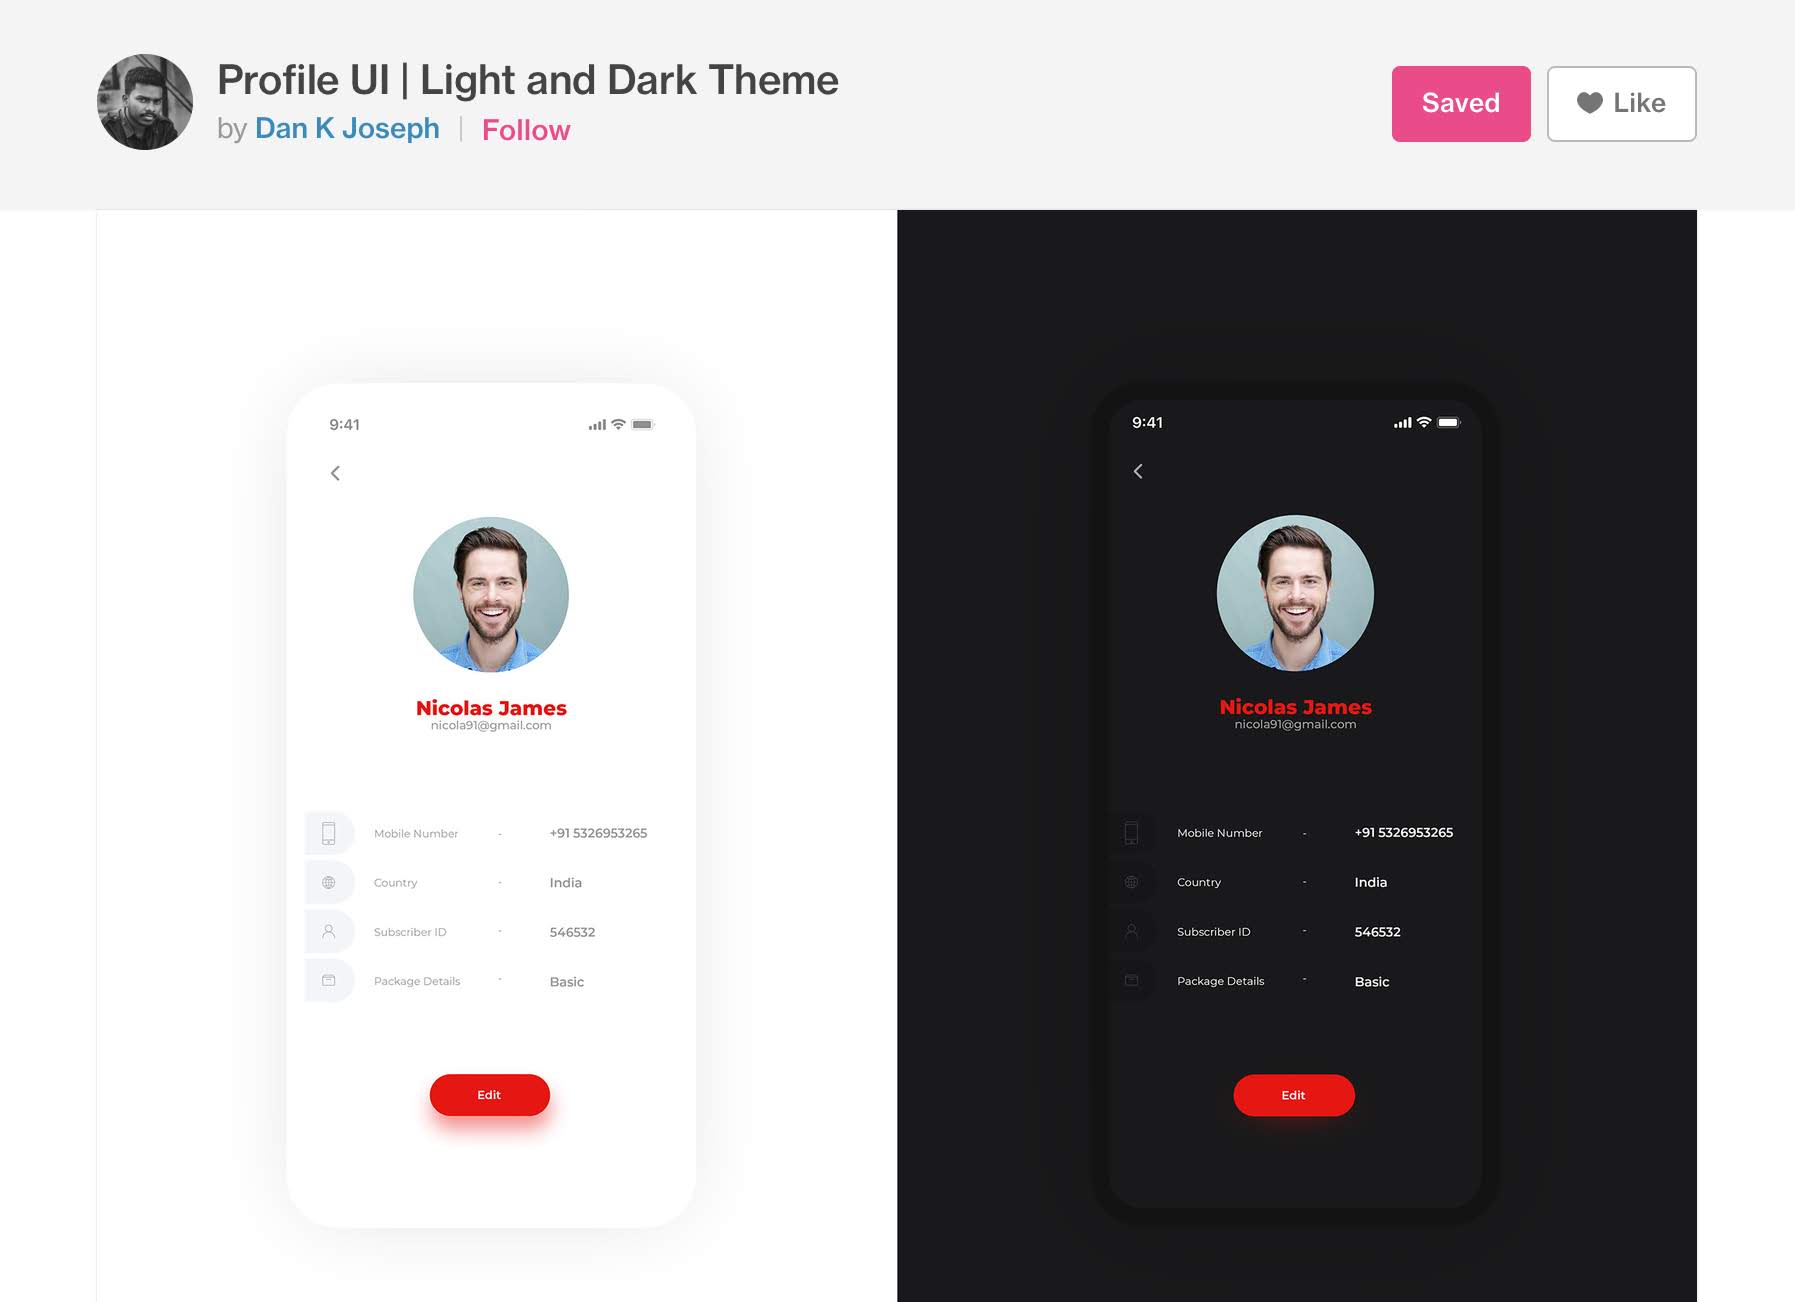 Profile UI | Light and Dark Theme
by Dan K Joseph | Follow
Saved
Like
9:41
Nicolas James
nicola91@gmail.com
Mobile Number - +91 5326953265
Country - India
Subscriber ID - 546532
Package Details - Basic
Edit
9:41
Nicolas James
nicola91@gmail.com
Mobile Number - +91 5326953265
Country - India
Subscriber ID - 546532
Package Details - Basic
Edit